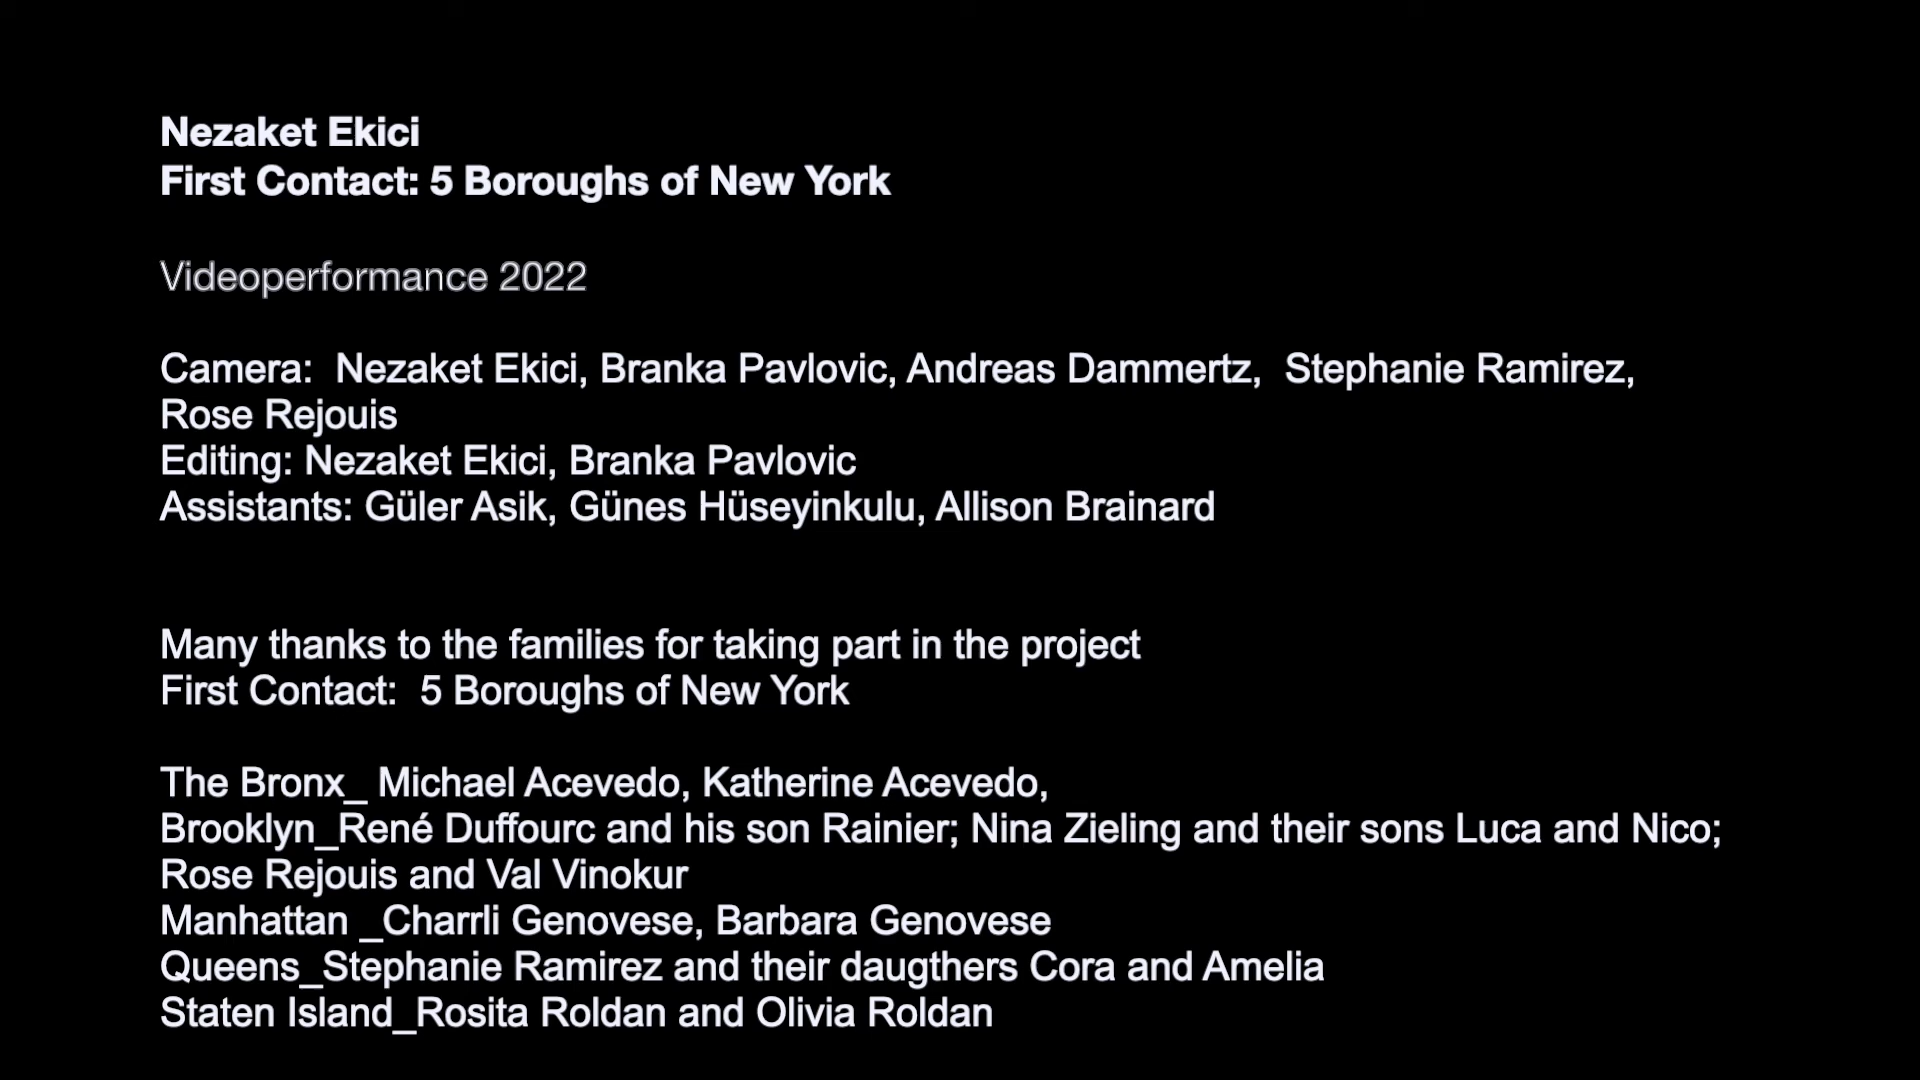 Nezaket Ekici
First Contact: 5 Boroughs of New York
Videoperformance 2022
Camera:  Nezaket Ekici, Branka Pavlovic, Andreas Dammertz,  Stephanie Ramirez,
Rose Rejouis
Editing: Nezaket Ekici, Branka Pavlovic
Assistants: Güler Asik, Günes Hüseyinkulu, Allison Brainard
Many thanks to the families for taking part in the project
First Contact:  5 Boroughs of New York
The Bronx_ Michael Acevedo, Katherine Acevedo,
Brooklyn_René Duffourc and his son Rainier; Nina Zieling and their sons Luca and Nico;
Rose Rejouis and Val Vinokur
Manhattan _Charrli Genovese, Barbara Genovese
Queens_Stephanie Ramirez and their daugthers Cora and Amelia
Staten Island_Rosita Roldan and Olivia Roldan